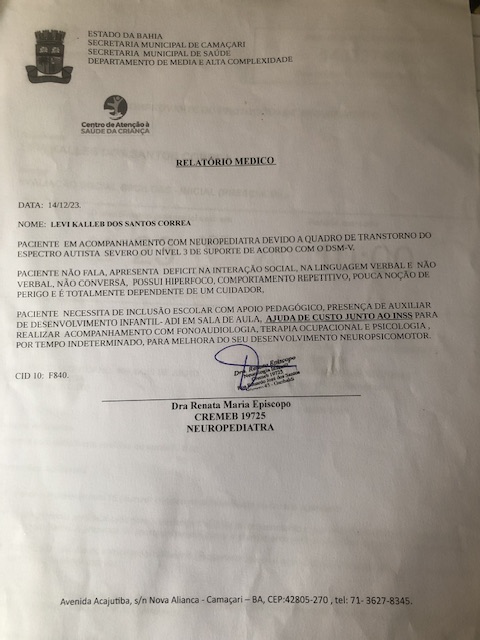 ESTADO DA BAHIA
SECRETARIA MUNICIPAL DE CAMAÇARI
SECRETARIA MUNICIPAL DE SAÚDE
DEPARTAMENTO DE MEDIA E ALTA COMPLEXIDADE
Centro de Atenção à
SAÚDE DA CRIANÇA
RELATÓRIO MEDICO
DATA: 14/12/23.
NOME: LEVI KALLEB DOS SANTOS CORREA
PACIENTE EM ACOMPANHAMENTO COM NEUROPEDIATRA DEVIDO A QUADRO DE TRANSTORNO DO
ESPECTRO AUTISTA SEVERO OU NÍVEL 3 DE SUPORTE DE ACORDO COM O DSM-V.
PACIENTE NÃO FALA, APRESENTA DEFICIT NA INTERAÇÃO SOCIAL, NA LINGUAGEM VERBAL E NÃO
VERBAL, NÃO CONVERSA, POSSUI HIPERFOCO, COMPORTAMENTO REPETITIVO, POUCA NOÇÃO DE
PERIGO E É TOTALMENTE DEPENDENTE DE UM CUIDADOR,
PACIENTE NECESSITA DE INCLUSÃO ESCOLAR COM APOIO PEDAGÓGICO, PRESENÇA DE AUXILIAR
DE DESENVOLVIMENTO INFANTIL- ADI EM SALA DE AULA, AJUDA DE CUSTO JUNTO AO INSS PARA
REALIZAR ACOMPANHAMENTO COM FONOAUDIOLOGIA, TERAPIA OCUPACIONAL E PSICOLOGIA ,
POR TEMPO INDETERMINADO, PARA MELHORA DO SEU DESENVOLVIMENTO NEUROPSICOMOTOR.
Dra. Renata Episcopo
Cremeb 19725
CID 10: F840.
Dra Renata Maria Episcopo
CREMEB 19725
NEUROPEDIATRA
Avenida Acajutiba, s/n Nova Alianca - Camaçari – BA, CEP:42805-270 , tel: 71- 3627-8345.